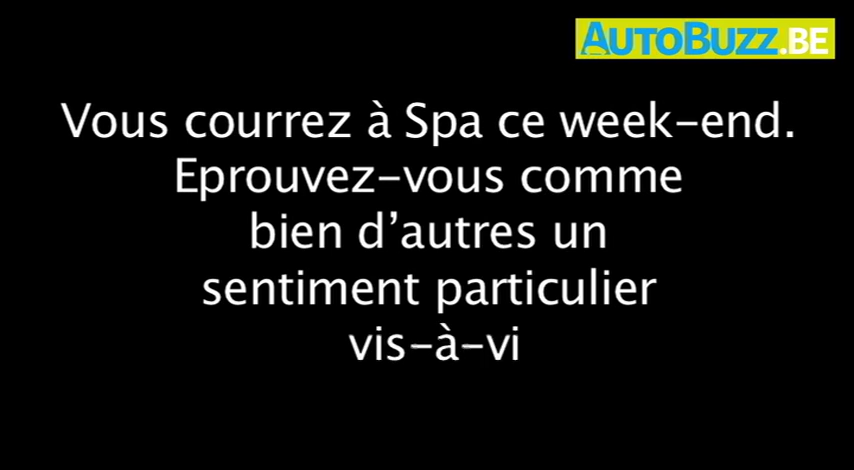 AUTOBUZZ.BE
Vous courrez à Spa ce week-end.
Eprouvez-vous comme
bien d'autres un
sentiment particulier
vis-à-vi